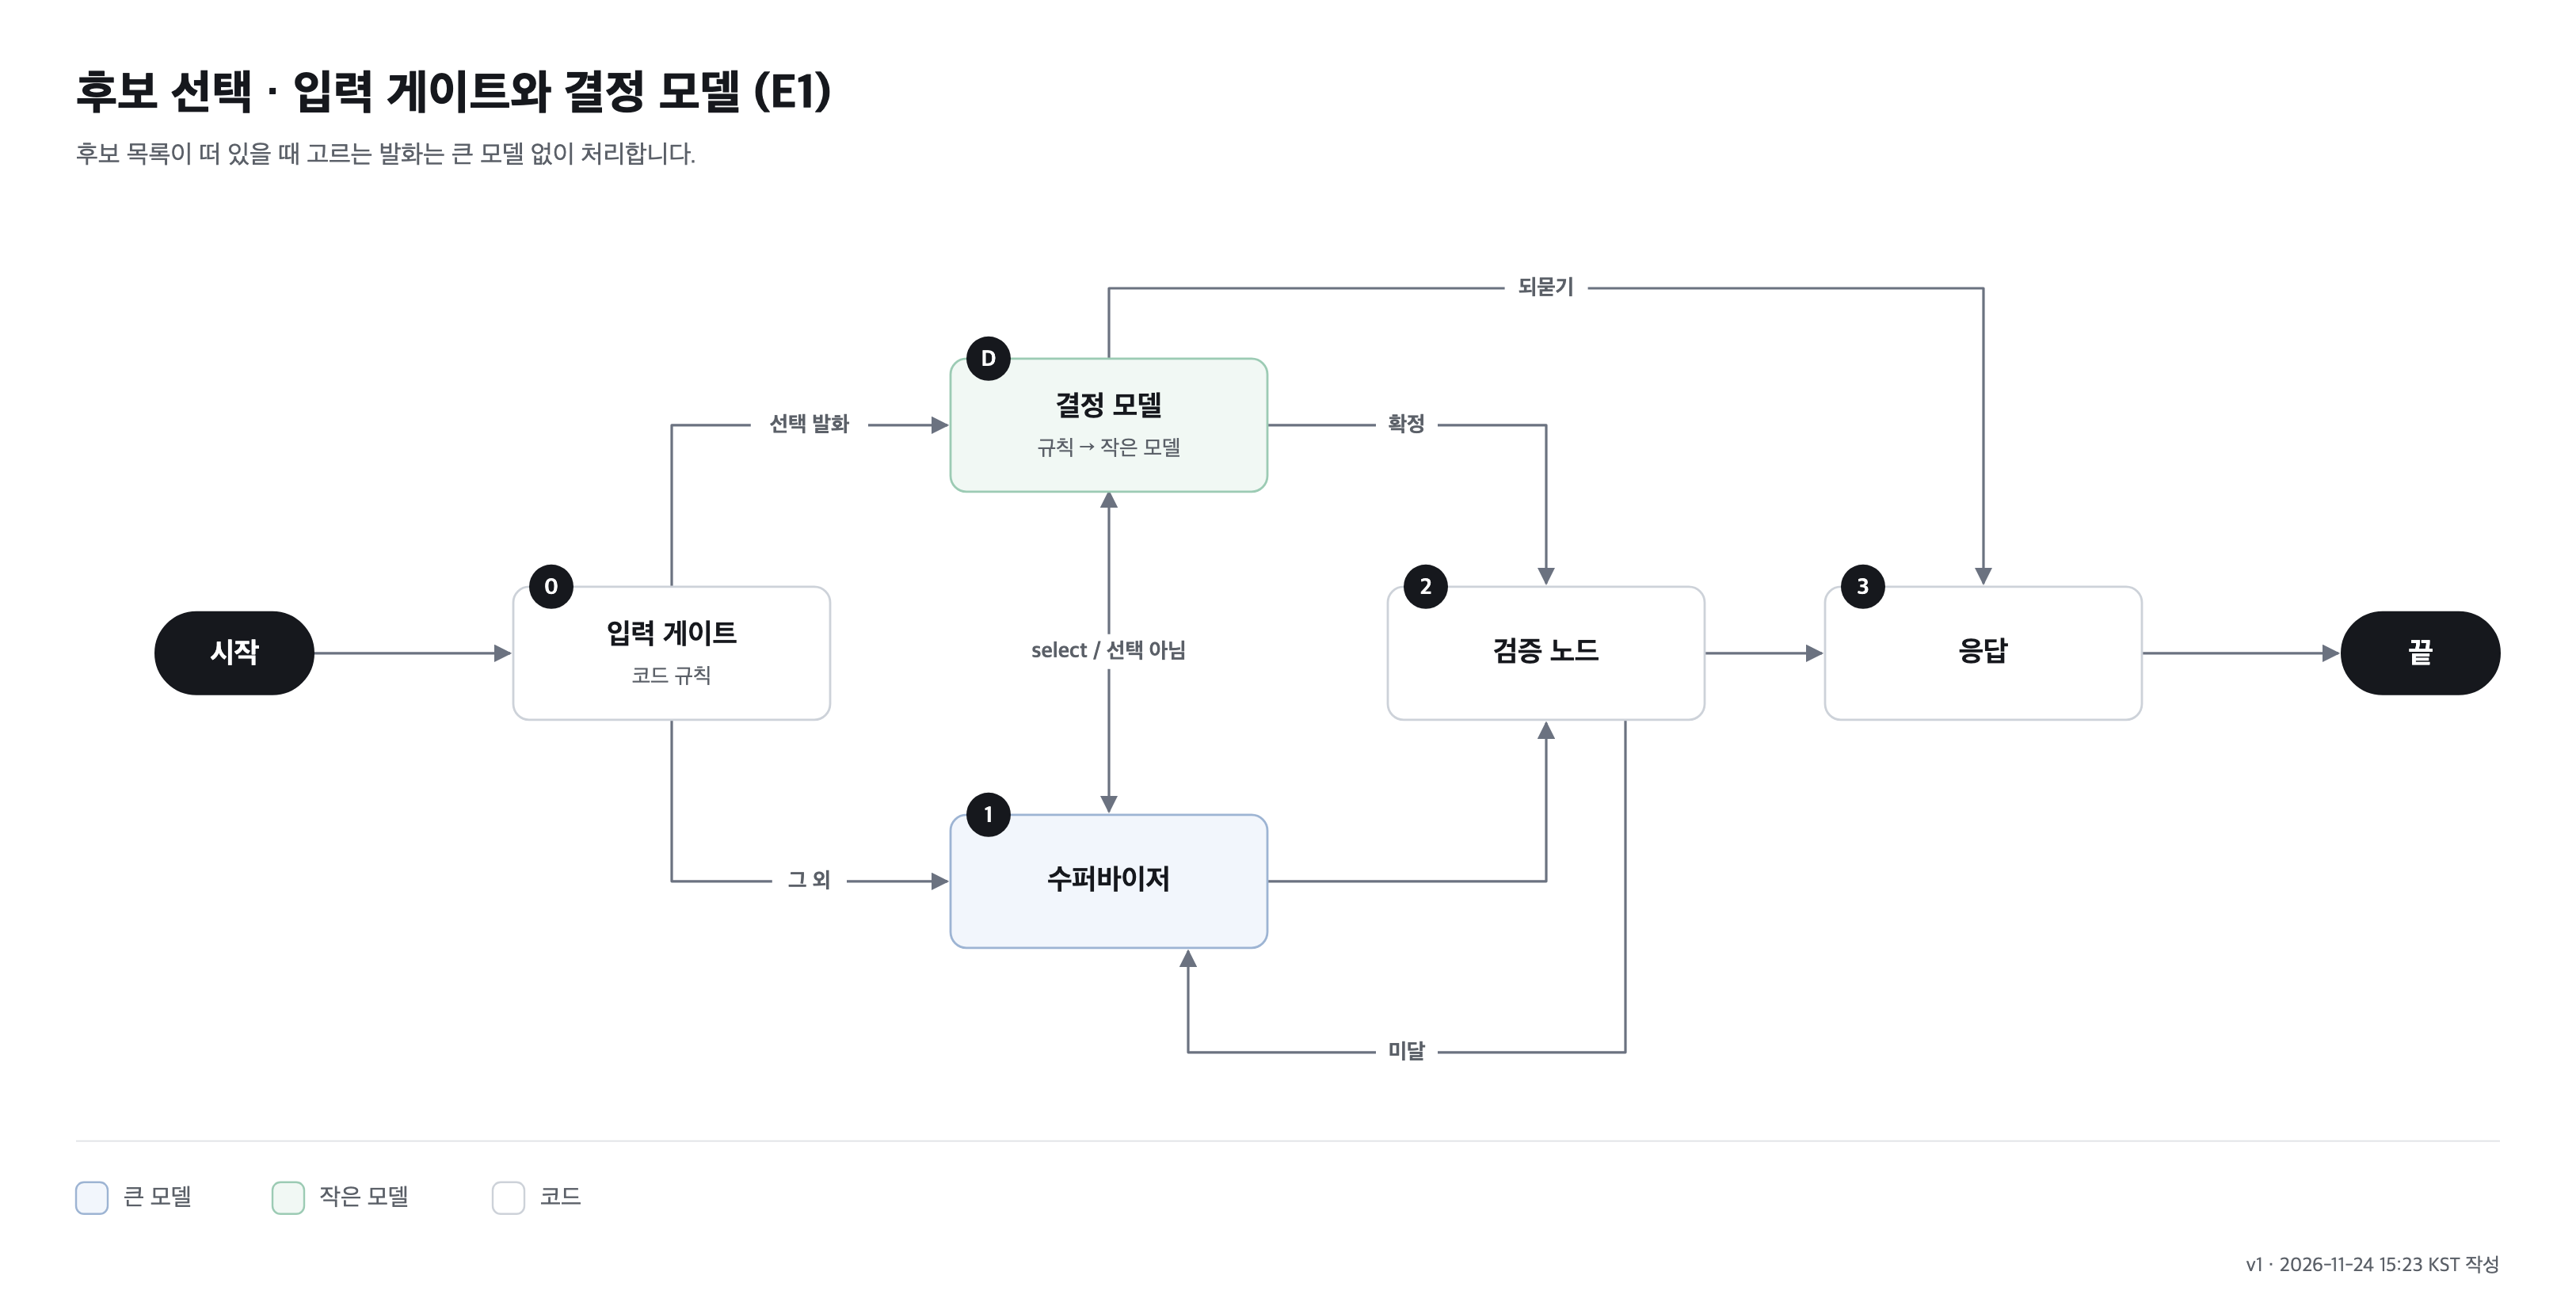 후보 선택 · 입력 게이트와 결정 모델 (E1)
후보 목록이 떠 있을 때 고르는 발화는 큰 모델 없이 처리합니다.
되묻기
D
결정 모델
규칙 → 작은 모델
선택 발화
확정
0
입력 게이트
코드 규칙
2
검증 노드
3
응답
시작
select / 선택 아님
끝
1
수퍼바이저
그 외
미달
큰 모델
작은 모델
코드
v1 · 2026-11-24 15:23 KST 작성